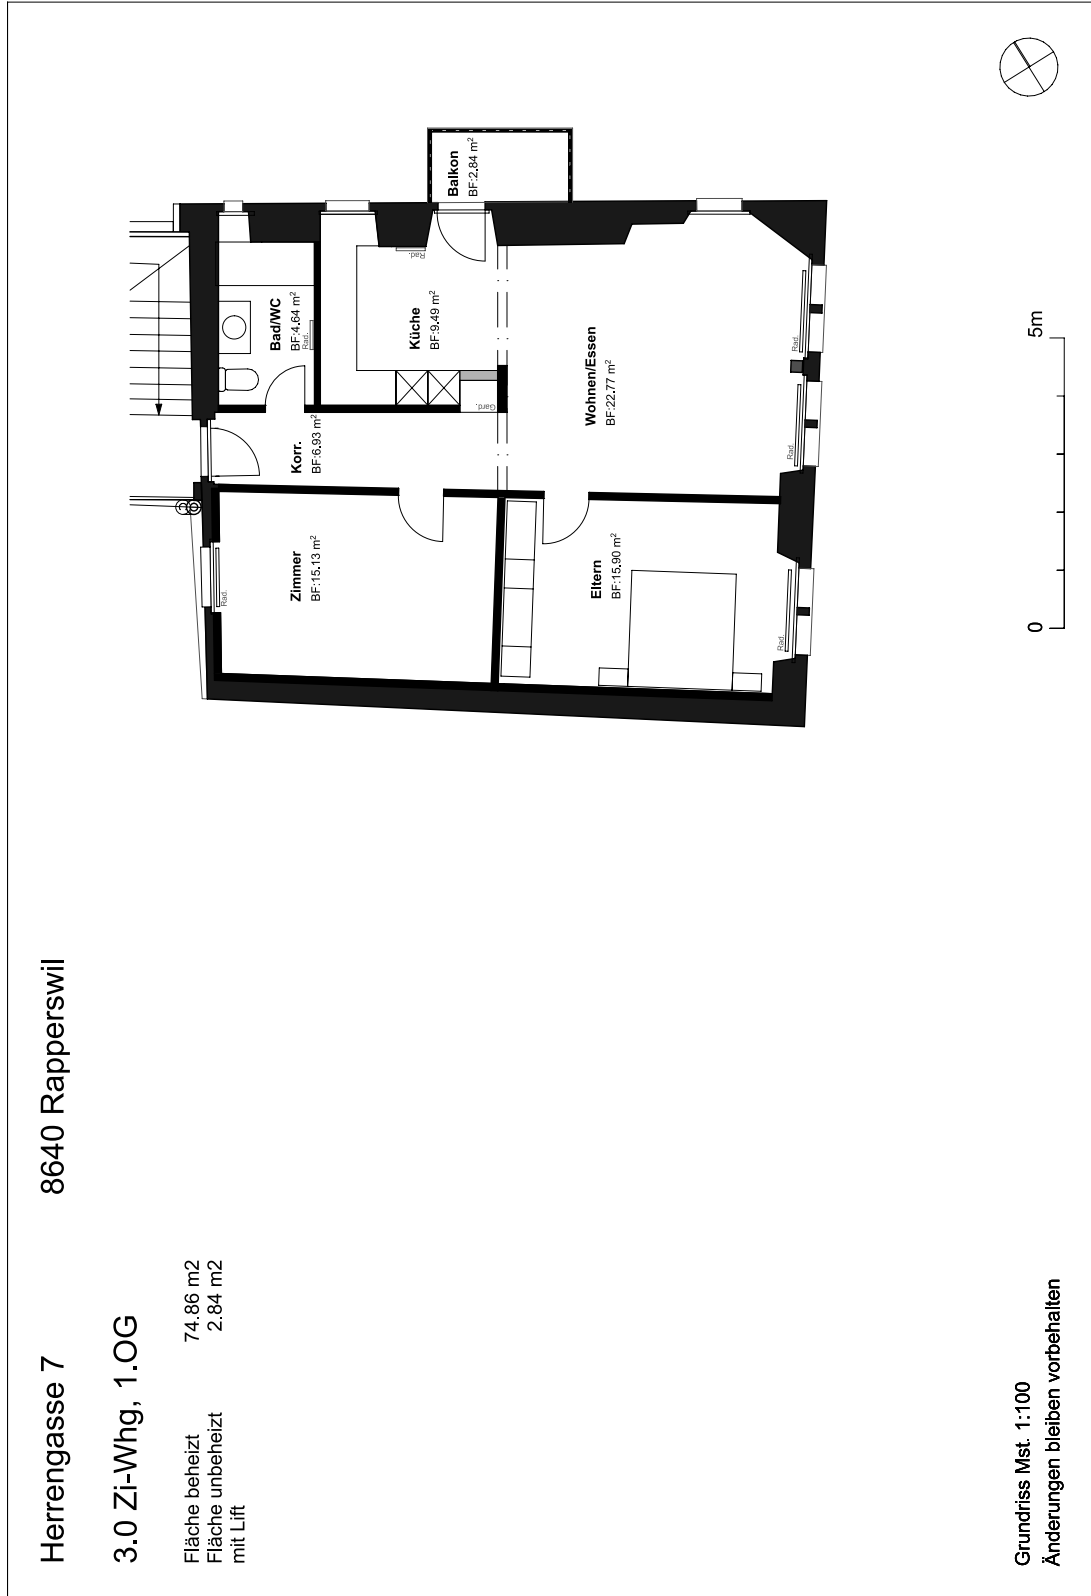 Herrengasse 7 8640 Rapperswil
3.0 Zi-Whg, 1.OG
Fläche beheizt 74.86 m2
Fläche unbeheizt 2.84 m2
mit Lift
Bad/WC
BF:4.64 m²
Rad.
Korr.
BF:6.93 m²
Zimmer
BF:15.13 m²
Rad.
Küche
BF:9.49 m²
Rad.
Gard.
Balkon
BF:2.84 m²
Wohnen/Essen
BF:22.77 m²
Rad.
Rad.
Eltern
BF:15.90 m²
Rad.
0 5m
Grundriss Mst. 1:100
Änderungen bleiben vorbehalten